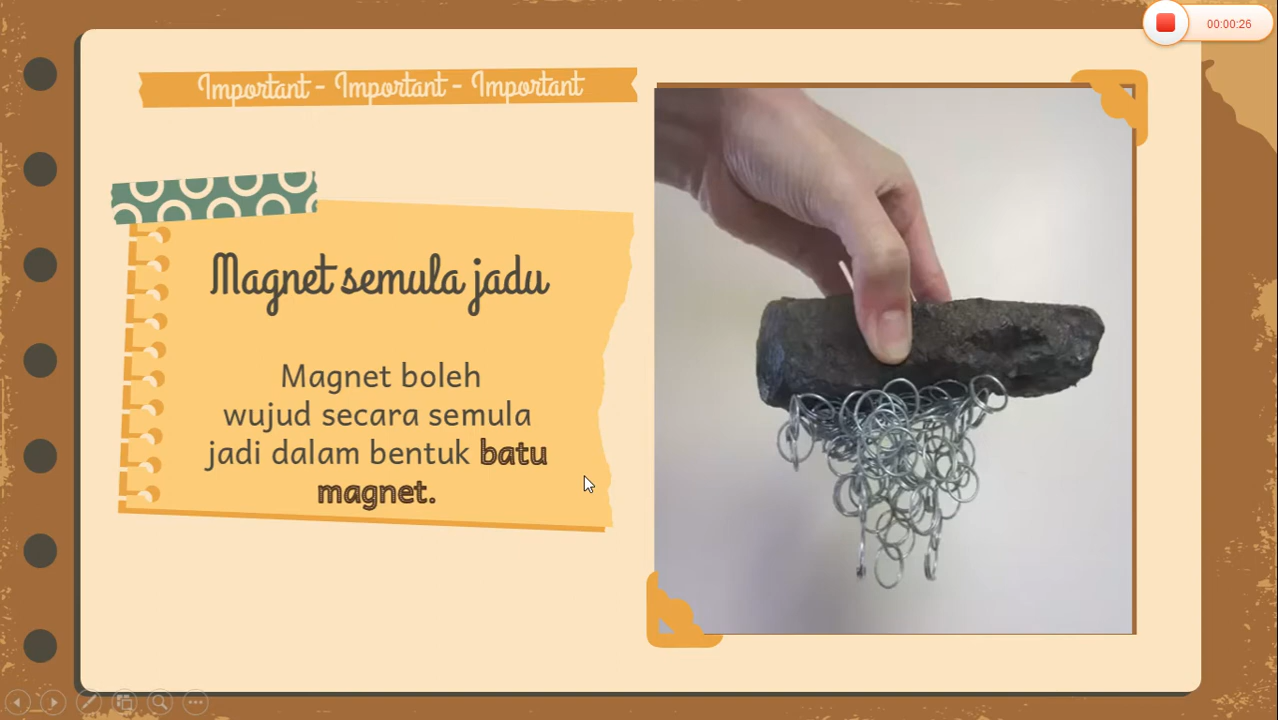 00:00:26
Important - Important - Important
Magnet semula jadu
Magnet boleh
wujud secara semula
jadi dalam bentuk batu
magnet.